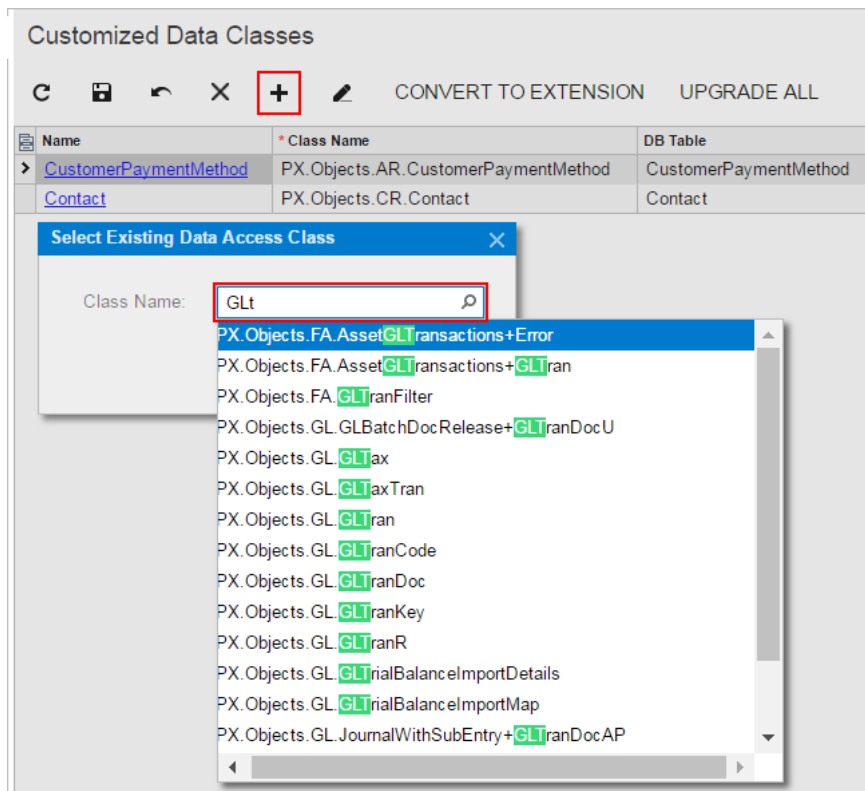 Customized Data Classes
CONVERT TO EXTENSION UPGRADE ALL
Name * Class Name DB Table
CustomerPaymentMethod PX.Objects.AR.CustomerPaymentMethod CustomerPaymentMethod
Contact PX.Objects.CR.Contact Contact
Select Existing Data Access Class
Class Name: GLt
PX.Objects.FA.AssetGLTransactions+Error
PX.Objects.FA.AssetGLTransactions+GLTran
PX.Objects.FA.GLTranFilter
PX.Objects.GL.GLBatchDocRelease+GLTranDocU
PX.Objects.GL.GLTax
PX.Objects.GL.GLTaxTran
PX.Objects.GL.GLTran
PX.Objects.GL.GLTranCode
PX.Objects.GL.GLTranDoc
PX.Objects.GL.GLTranKey
PX.Objects.GL.GLTranR
PX.Objects.GL.GLTrialBalanceImportDetails
PX.Objects.GL.GLTrialBalanceImportMap
PX.Objects.GL.JournalWithSubEntry+GLTranDocAP